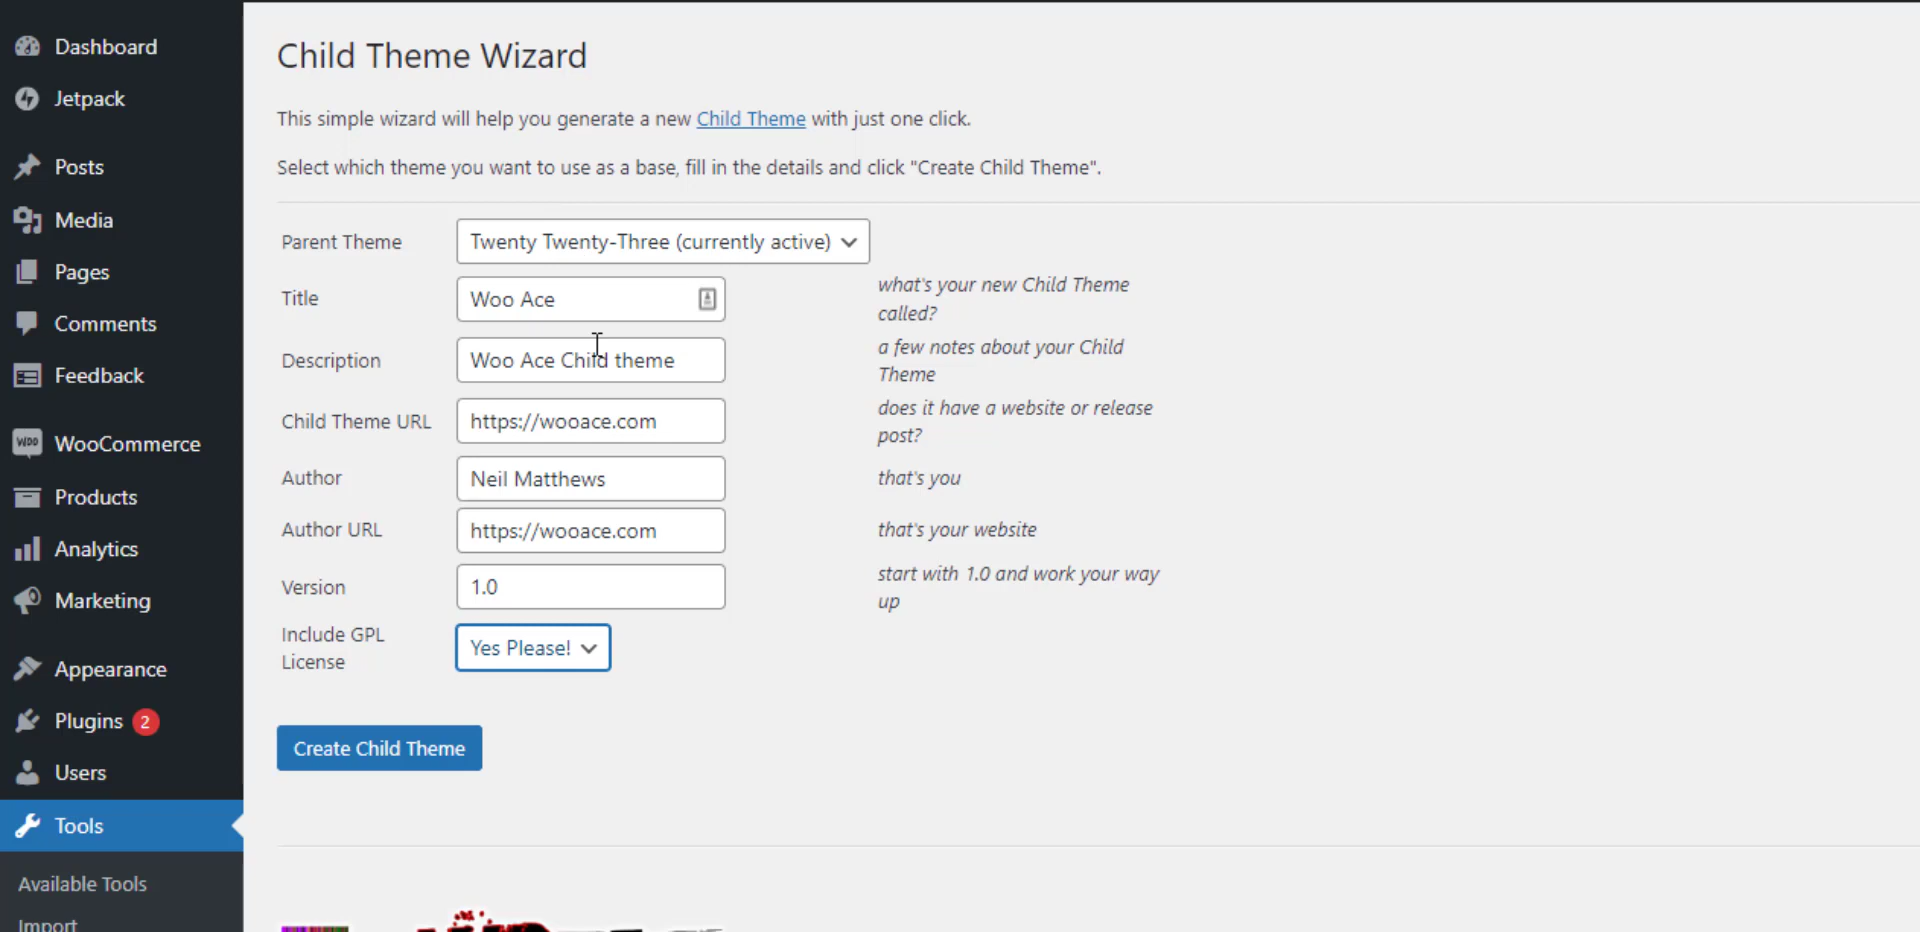 Dashboard
Jetpack
Posts
Media
Pages
Comments
Feedback
WOO WooCommerce
Products
Analytics
Marketing
Appearance
Plugins 2
Users
Tools
Available Tools
Import
Child Theme Wizard
This simple wizard will help you generate a new Child Theme with just one click.
Select which theme you want to use as a base, fill in the details and click "Create Child Theme".
Parent Theme Twenty Twenty-Three (currently active)
Title Woo Ace what's your new Child Theme
called?
Description Woo Ace Child theme a few notes about your Child
Theme
Child Theme URL https://wooace.com does it have a website or release
post?
Author Neil Matthews that's you
Author URL https://wooace.com that's your website
Version 1.0 start with 1.0 and work your way
up
Include GPL
License Yes Please!
Create Child Theme